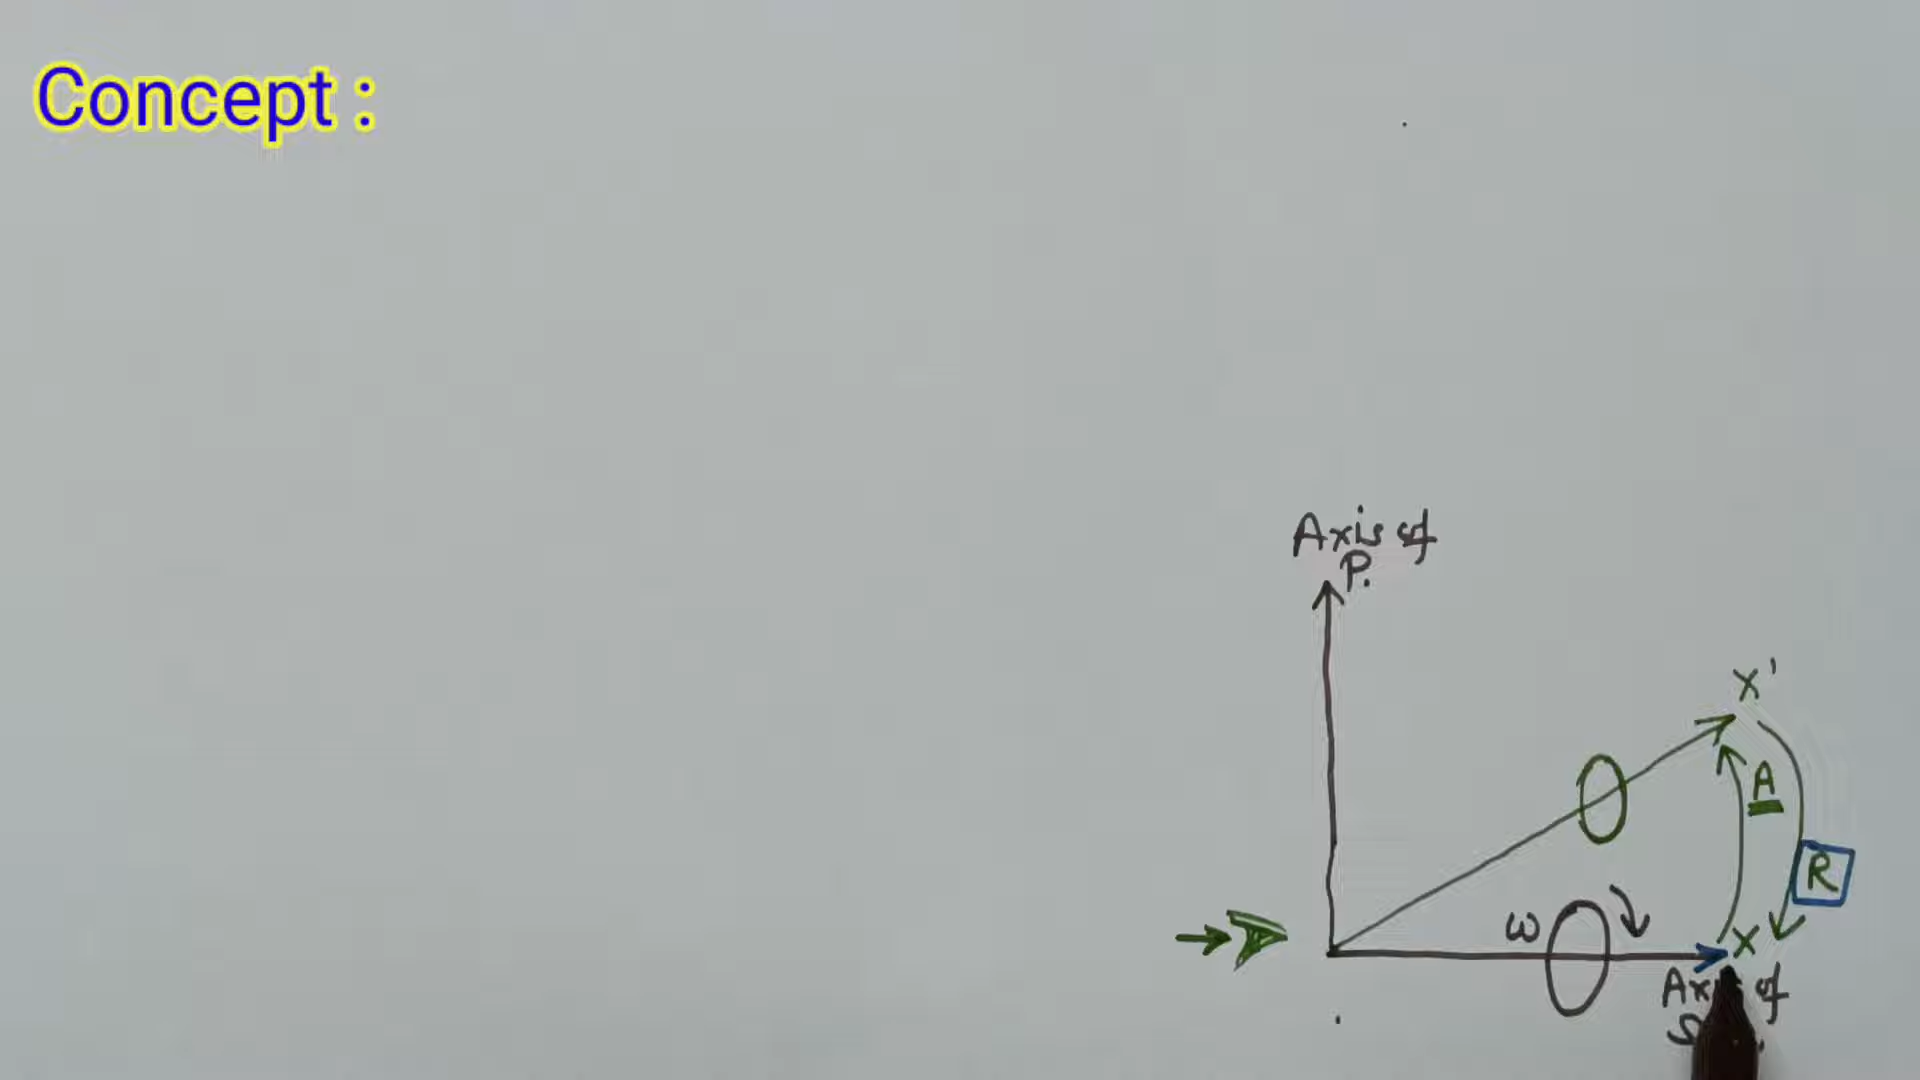 Concept :
Axis of
P.
X'
A
R
ω
X
Axis of